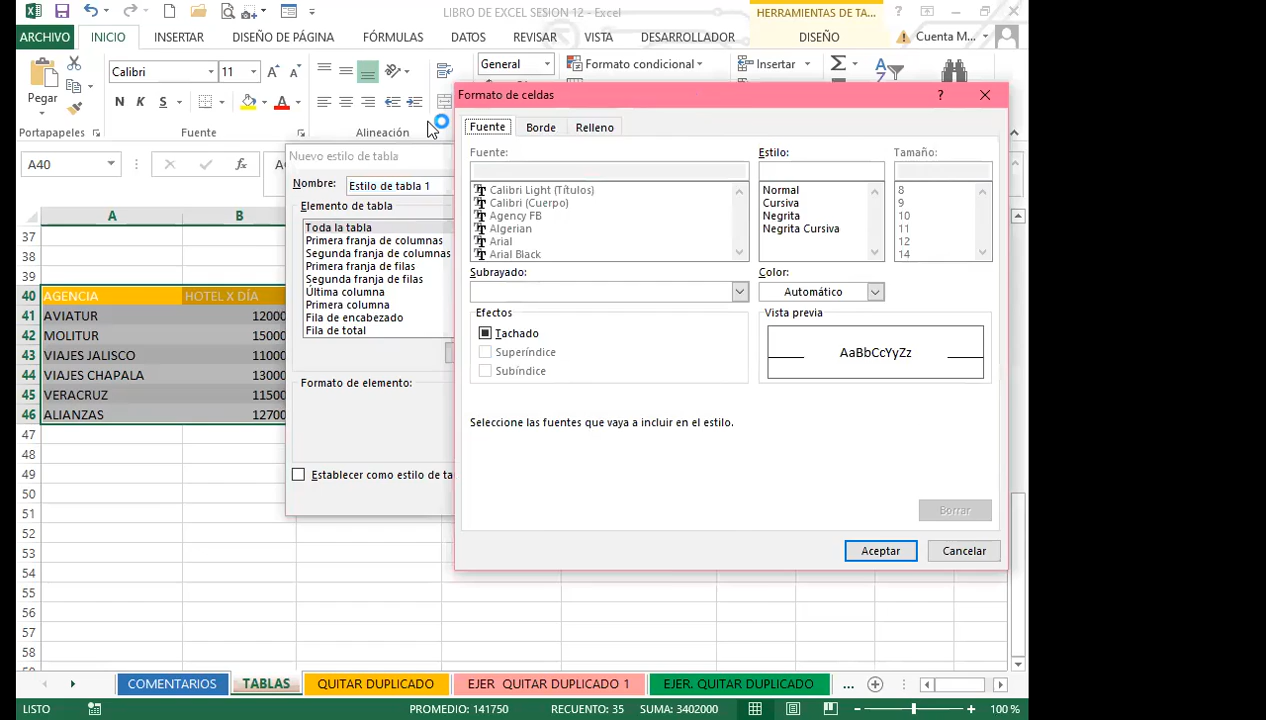 LIBRO DE EXCEL SESION 12 - Excel
HERRAMIENTAS DE TA...
?
ARCHIVO INICIO INSERTAR DISEÑO DE PÁGINA FÓRMULAS DATOS REVISAR VISTA DESARROLLADOR DISEÑO Cuenta M...
Pegar
Calibri 11
N K S
General
Formato condicional
Insertar
Portapapeles Fuente Alineación
A40
fx
A B
37
38
39
40 AGENCIA HOTEL X DÍA
41 AVIATUR 12000
42 MOLITUR 15000
43 VIAJES JALISCO 11000
44 VIAJES CHAPALA 13000
45 VERACRUZ 11500
46 ALIANZAS 12700
47
48
49
50
51
52
53
54
55
56
57
58
Nuevo estilo de tabla
Nombre: Estilo de tabla 1
Elemento de tabla
Toda la tabla
Primera franja de columnas
Segunda franja de columnas
Primera franja de filas
Segunda franja de filas
Última columna
Primera columna
Fila de encabezado
Fila de total
Formato de elemento:
Establecer como estilo de ta
Formato de celdas
?
Fuente Borde Relleno
Fuente:
Calibri Light (Títulos)
Calibri (Cuerpo)
Agency FB
Algerian
Arial
Arial Black
Estilo:
Normal
Cursiva
Negrita
Negrita Cursiva
Tamaño:
8
9
10
11
12
14
Subrayado:
Color:
Automático
Efectos
Tachado
Superíndice
Subíndice
Vista previa
AaBbCcYyZz
Seleccione las fuentes que vaya a incluir en el estilo.
Borrar
Aceptar Cancelar
COMENTARIOS TABLAS QUITAR DUPLICADO EJER QUITAR DUPLICADO 1 EJER. QUITAR DUPLICADO ...
LISTO PROMEDIO: 141750 RECUENTO: 35 SUMA: 3402000 100 %